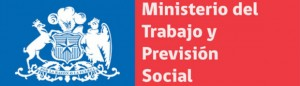 Ministerio del
Trabajo y
Previsión
Social